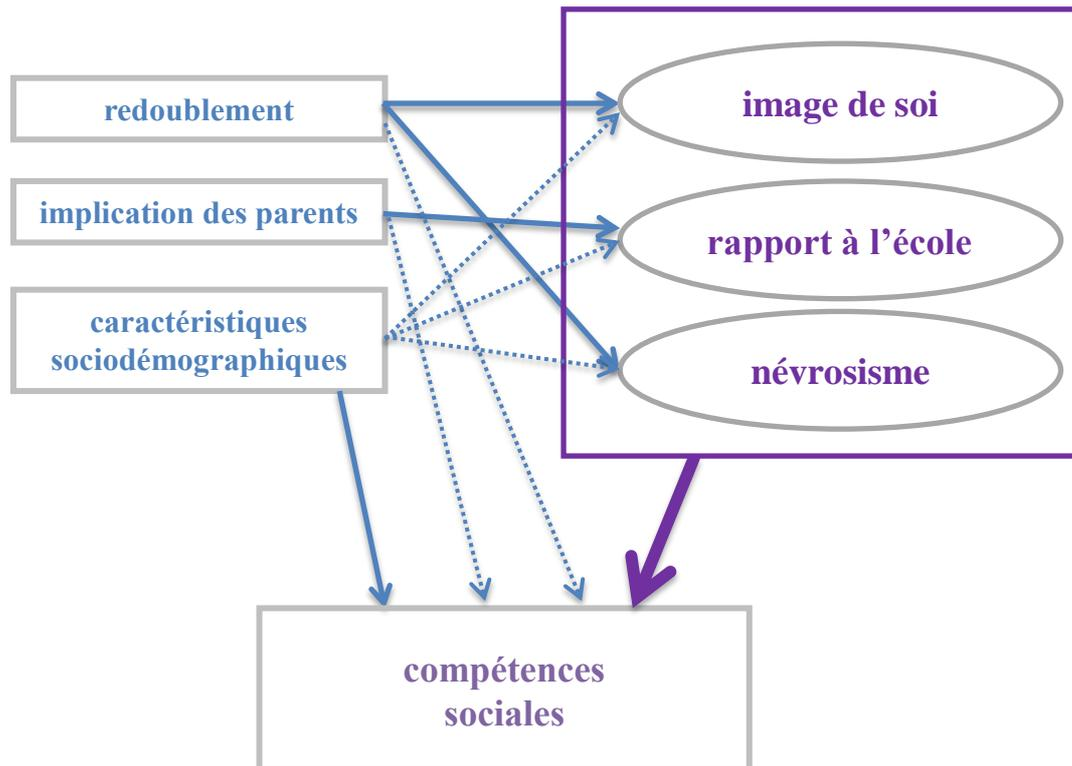 redoublement
implication des parents
caractéristiques
sociodémographiques
image de soi
rapport à l’école
névrosisme
compétences
sociales